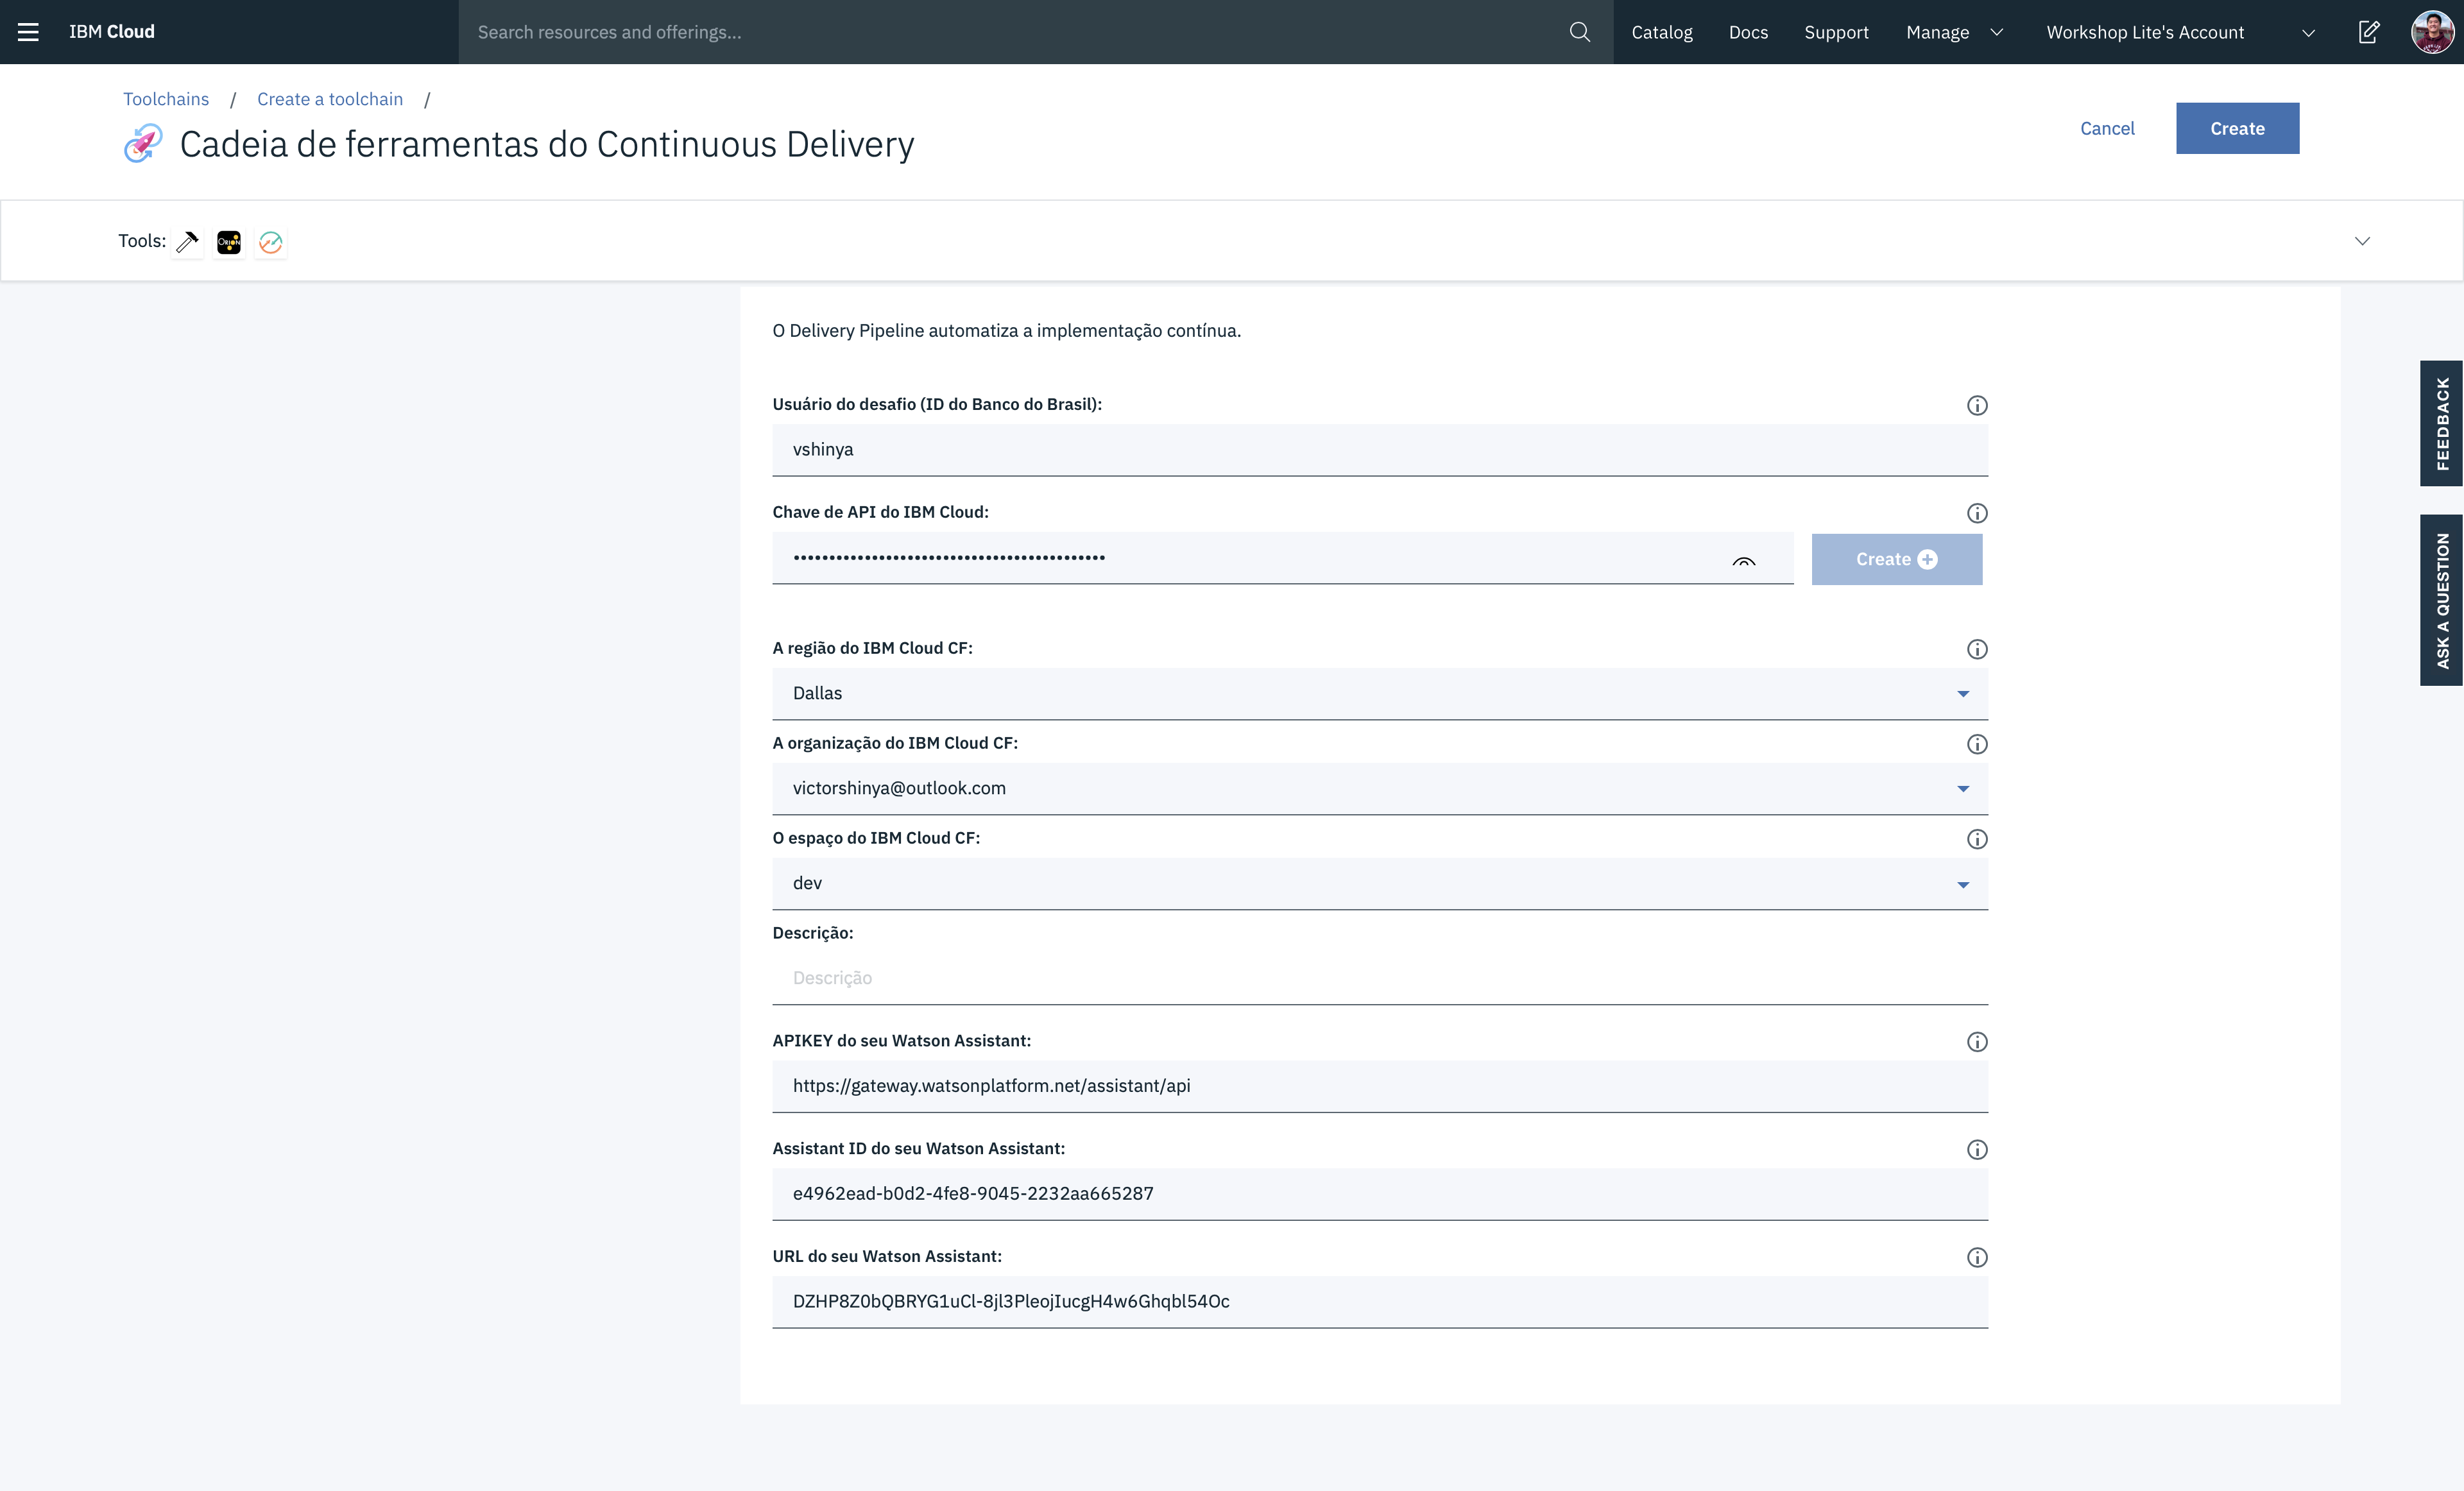 IBM Cloud
Search resources and offerings...
Catalog
Docs
Support
Manage
Workshop Lite's Account
Toolchains / Create a toolchain /
Cadeia de ferramentas do Continuous Delivery
Cancel
Create
Tools:
ORION
O Delivery Pipeline automatiza a implementação contínua.
Usuário do desafio (ID do Banco do Brasil):
vshinya
Chave de API do IBM Cloud:
••••••••••••••••••••••••••••••••••••••••••••
Create
A região do IBM Cloud CF:
Dallas
A organização do IBM Cloud CF:
victorshinya@outlook.com
O espaço do IBM Cloud CF:
dev
Descrição:
Descrição
APIKEY do seu Watson Assistant:
https://gateway.watsonplatform.net/assistant/api
Assistant ID do seu Watson Assistant:
e4962ead-b0d2-4fe8-9045-2232aa665287
URL do seu Watson Assistant:
DZHP8Z0bQBRYG1uCl-8jl3PleojIucgH4w6Ghqbl54Oc
FEEDBACK
ASK A QUESTION